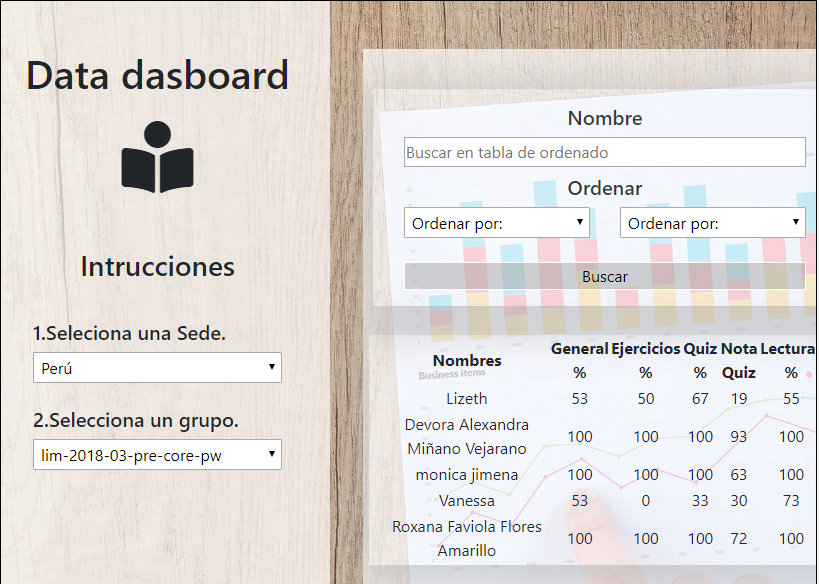 Data dasboard
Intrucciones
1.Seleciona una Sede.
Perú
2.Selecciona un grupo.
lim-2018-03-pre-core-pw
Nombre
Buscar en tabla de ordenado
Ordenar
Ordenar por: Ordenar por:
Buscar
Nombres General % Ejercicios % Quiz % Nota Quiz Lectura %
Business items
Lizeth 53 50 67 19 55
Devora Alexandra Miñano Vejarano 100 100 100 93 100
monica jimena 100 100 100 63 100
Vanessa 53 0 33 30 73
Roxana Faviola Flores Amarillo 100 100 100 72 100